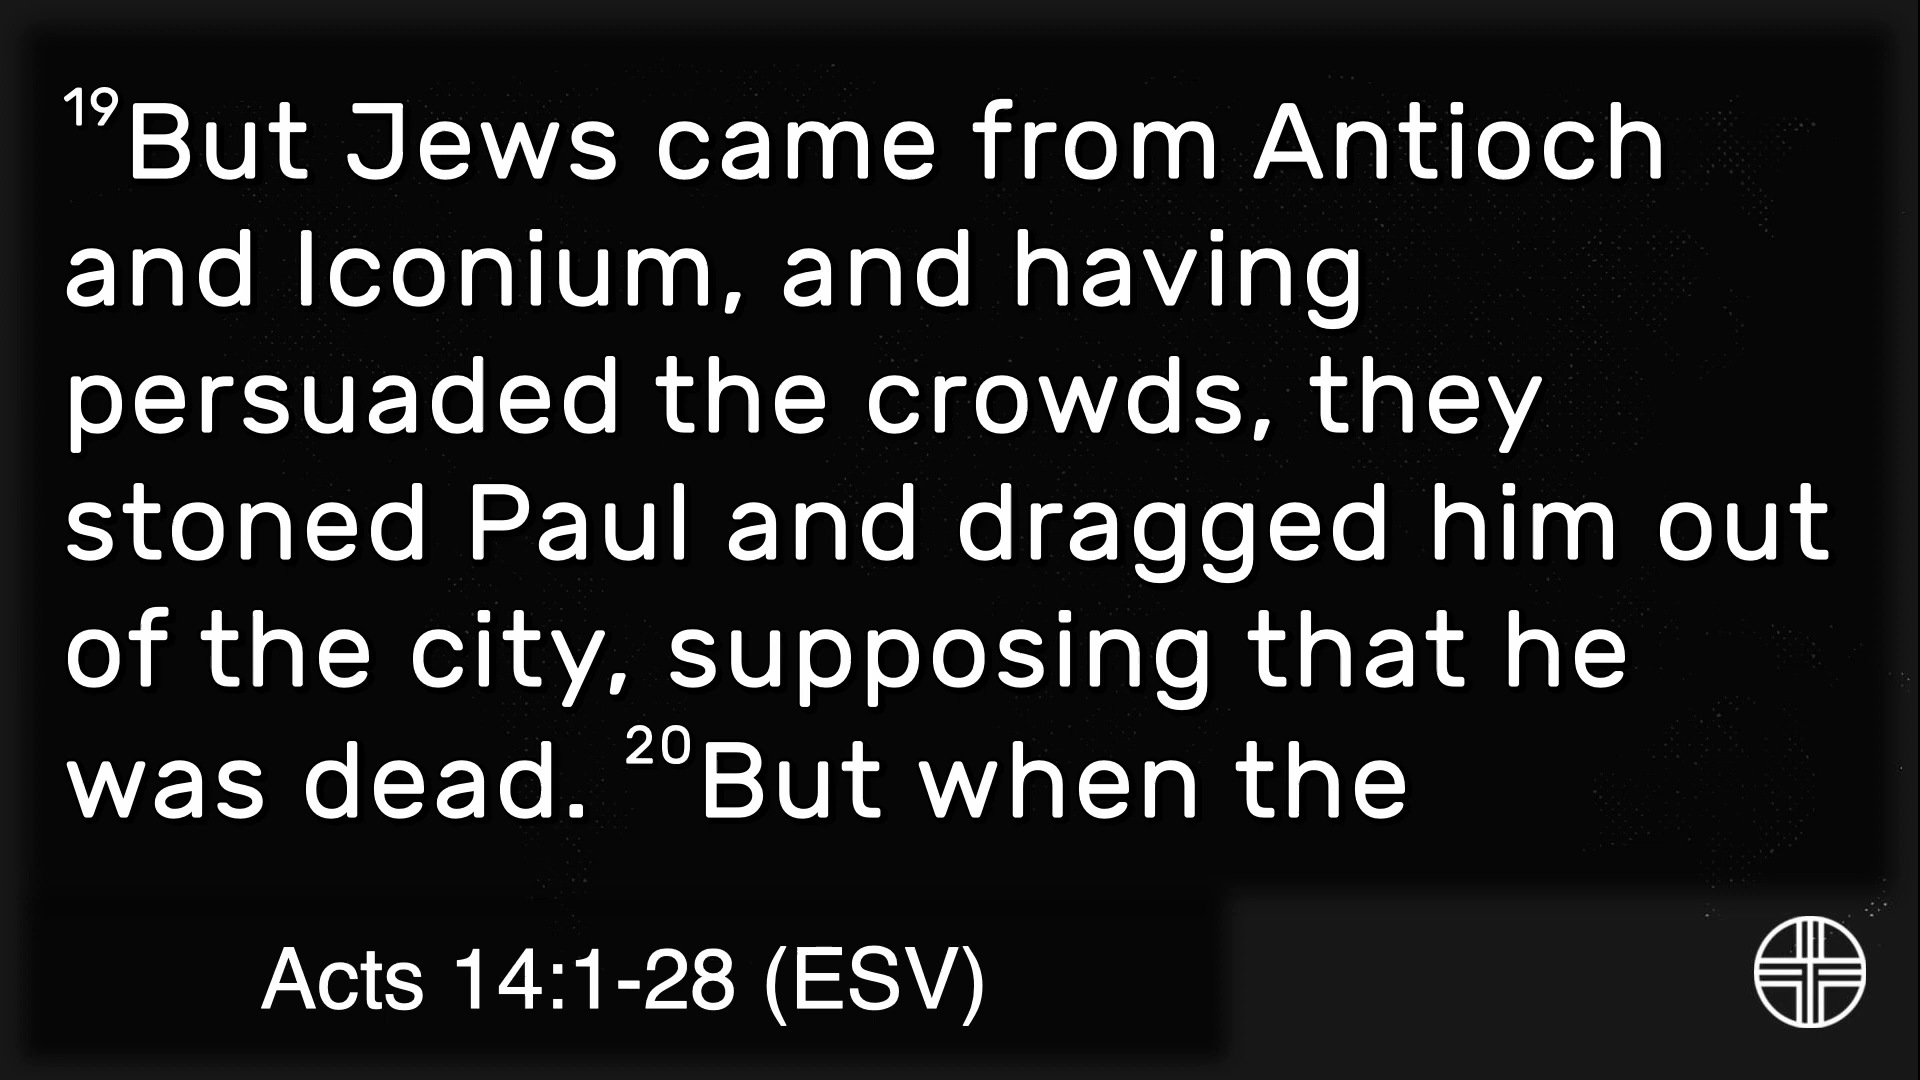 19But Jews came from Antioch
and Iconium, and having
persuaded the crowds, they
stoned Paul and dragged him out
of the city, supposing that he
was dead. 20But when the
Acts 14:1-28 (ESV)